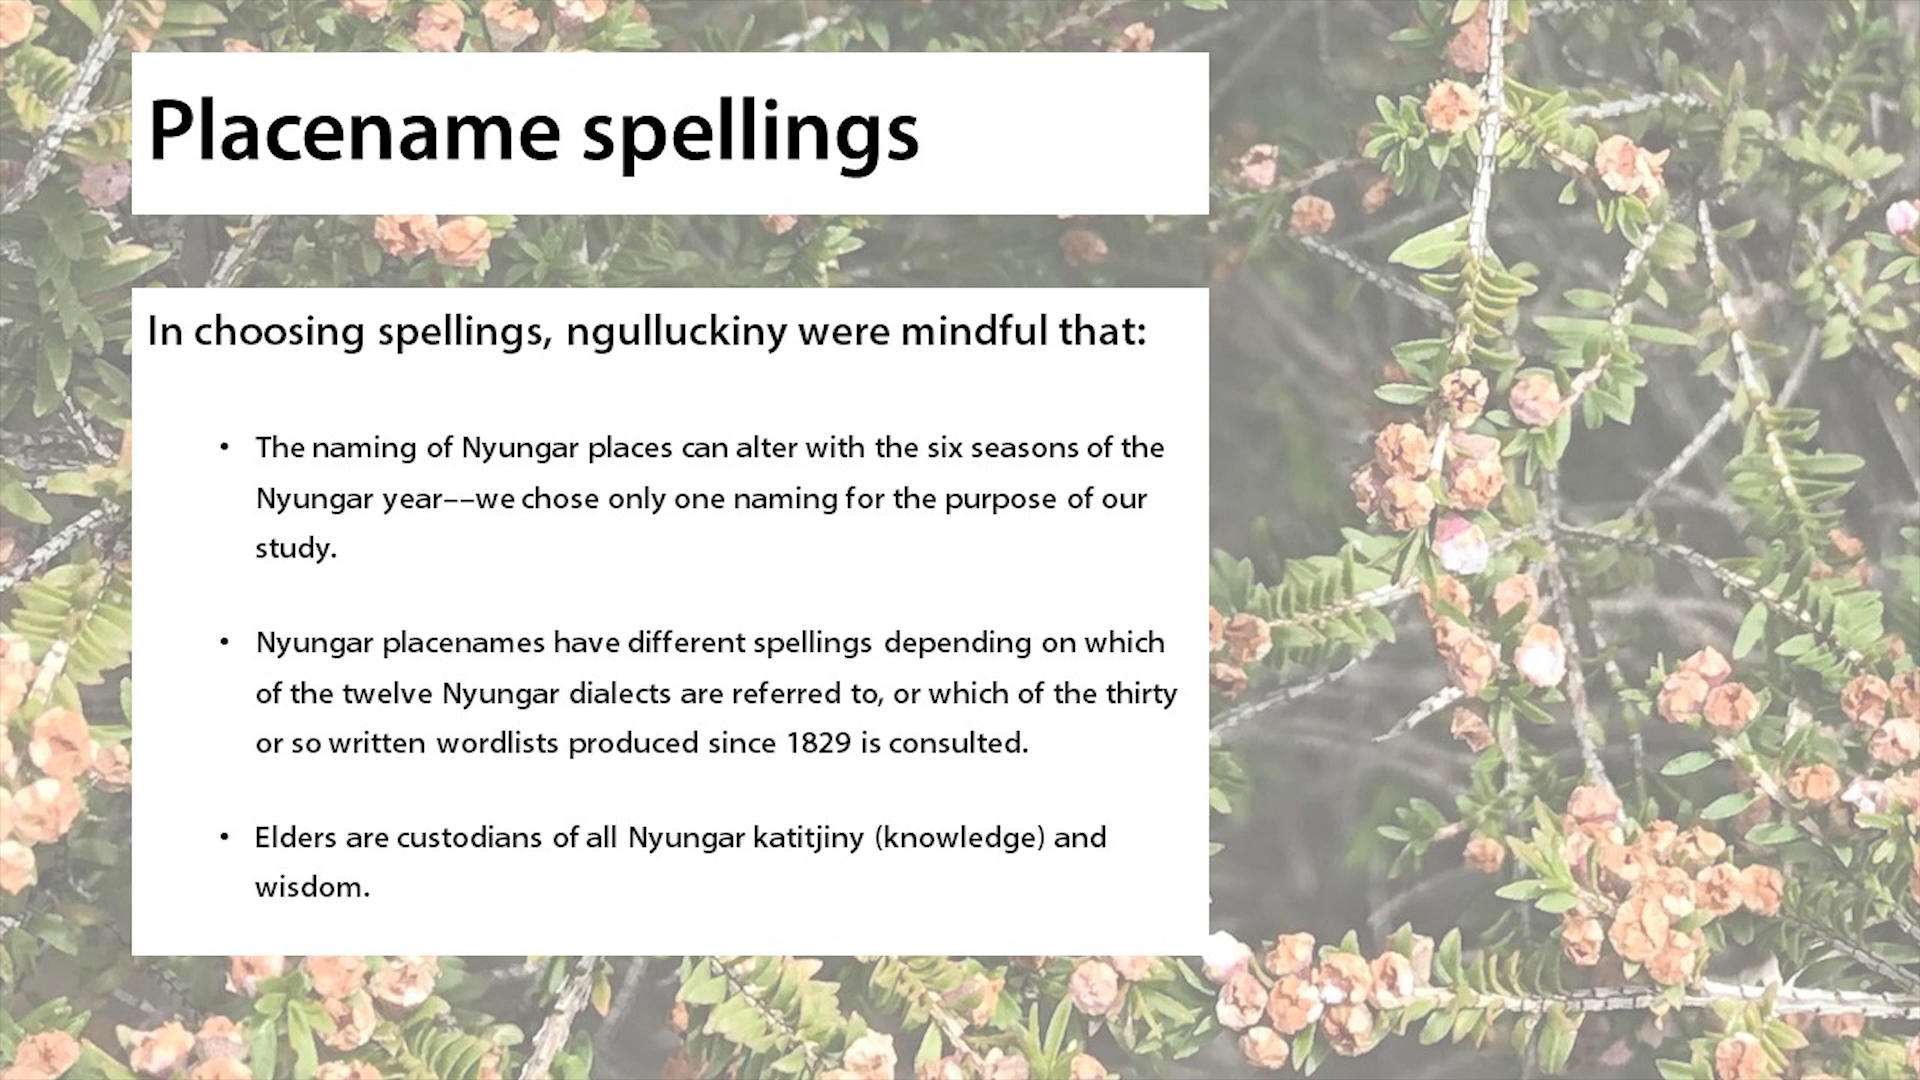 Placename spellings
In choosing spellings, ngulluckiny were mindful that:
• The naming of Nyungar places can alter with the six seasons of the
Nyungar year––we chose only one naming for the purpose of our
study.
• Nyungar placenames have different spellings depending on which
of the twelve Nyungar dialects are referred to, or which of the thirty
or so written wordlists produced since 1829 is consulted.
• Elders are custodians of all Nyungar katitjiny (knowledge) and
wisdom.